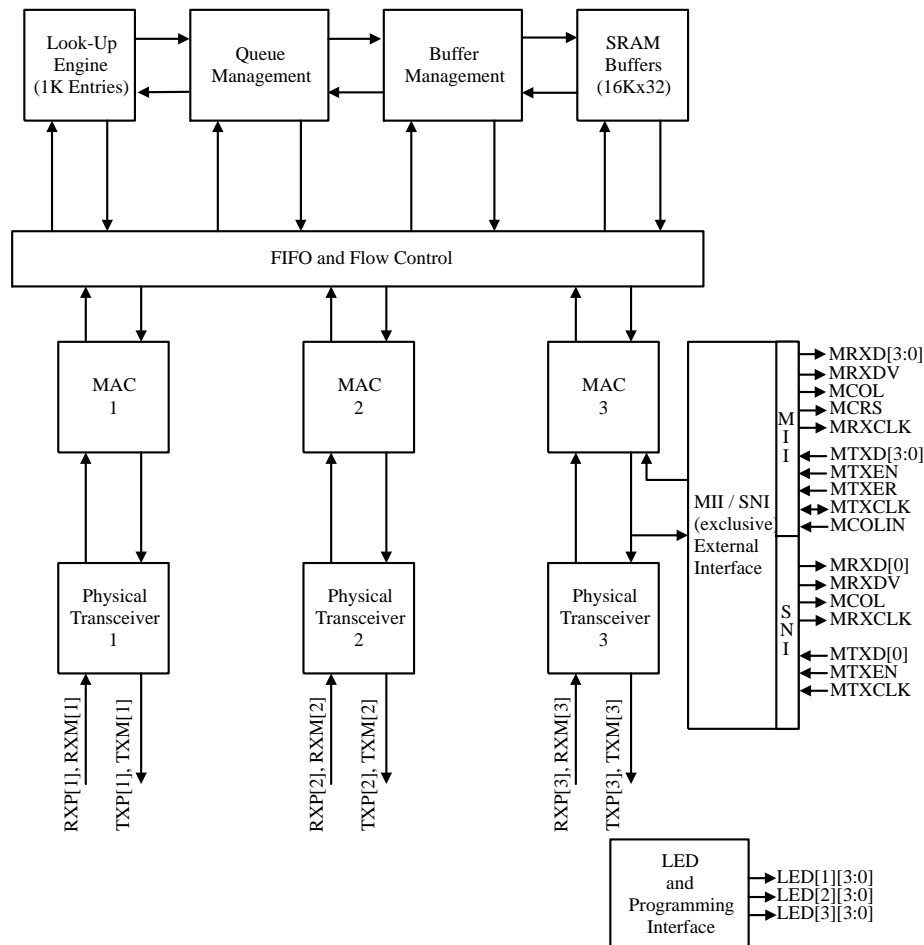 Look-Up
Engine
(1K Entries)
Queue
Management
Buffer
Management
SRAM
Buffers
(16Kx32)
FIFO and Flow Control
MAC
1
MAC
2
MAC
3
MII / SNI
(exclusive)
External
Interface
M
I
I
MRXD[3:0]
MRXDV
MCOL
MCRS
MRXCLK
MTXD[3:0]
MTXEN
MTXER
MTXCLK
MCOLIN
S
N
I
MRXD[0]
MRXDV
MCOL
MRXCLK
MTXD[0]
MTXEN
MTXCLK
Physical
Transceiver
1
Physical
Transceiver
2
Physical
Transceiver
3
RXP[1], RXM[1]
TXP[1], TXM[1]
RXP[2], RXM[2]
TXP[2], TXM[2]
RXP[3], RXM[3]
TXP[3], TXM[3]
LED
and
Programming
Interface
LED[1][3:0]
LED[2][3:0]
LED[3][3:0]